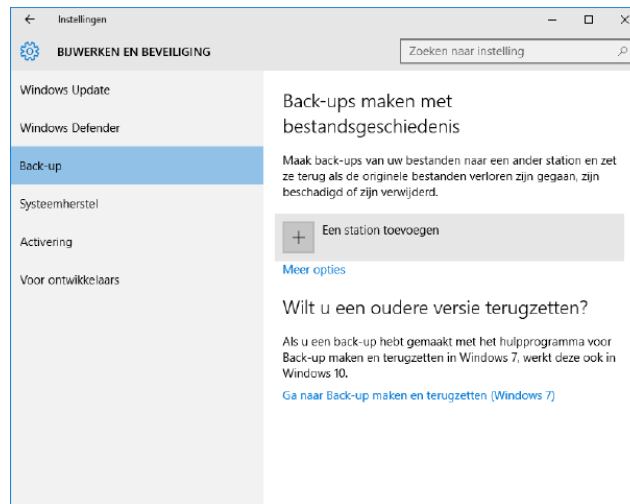 Instellingen
BIJWERKEN EN BEVEILIGING
Zoeken naar instelling
Windows Update
Windows Defender
Back-up
Systeemherstel
Activering
Voor ontwikkelaars
Back-ups maken met
bestandsgeschiedenis
Maak back-ups van uw bestanden naar een ander station en zet
ze terug als de originele bestanden verloren zijn gegaan, zijn
beschadigd of zijn verwijderd.
Een station toevoegen
Meer opties
Wilt u een oudere versie terugzetten?
Als u een back-up hebt gemaakt met het hulpprogramma voor
Back-up maken en terugzetten in Windows 7, werkt deze ook in
Windows 10.
Ga naar Back-up maken en terugzetten (Windows 7)